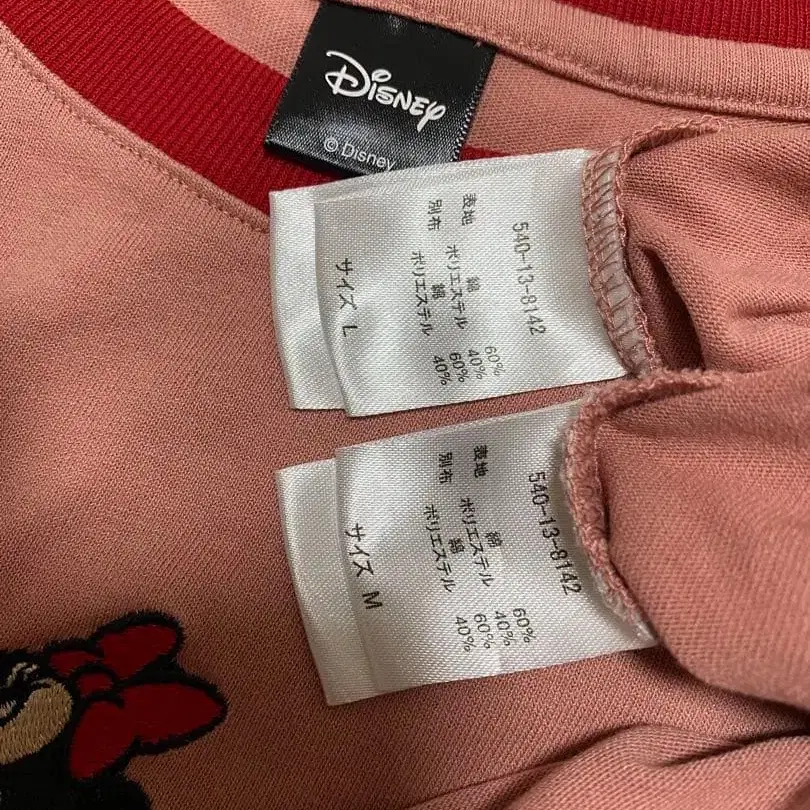 Disney
© Disney
540-13-8142
表地 綿 60%
ポリエステル 40%
別布 綿 60%
ポリエステル 40%
サイズ L
540-13-8142
表地 綿 60%
ポリエステル 40%
別布 綿 60%
ポリエステル 40%
サイズ M